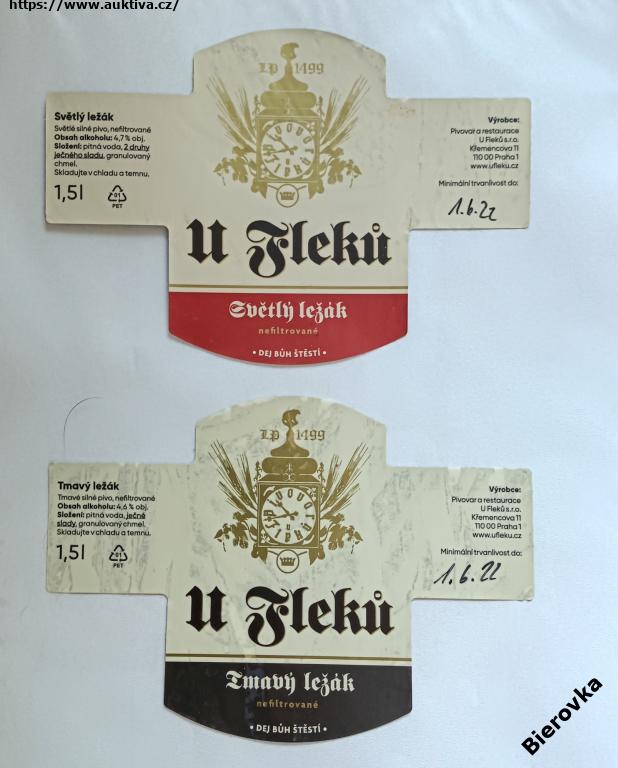 https://www.auktiva.cz/
LP 1499
Světlý ležák
Světlé silné pivo, nefiltrované
Obsah alkoholu: 4,7% obj.
Složení: pitná voda, 2 druhy
ječného sladu, granulovaný
chmel.
Skladujte v chladu a temnu.
1,5l
01
PET
Výrobce:
Pivovar a restaurace
U Fleků s.r.o.
Křemencova 11
110 00 Praha 1
www.ufleku.cz
Minimální trvanlivost do:
1.6.22
U Fleků
Světlý ležák
nefiltrované
• DEJ BŮH ŠTĚSTÍ •
LP 1499
Tmavý ležák
Tmavé silné pivo, nefiltrované
Obsah alkoholu: 4,6% obj.
Složení: pitná voda, ječné
slady, granulovaný chmel.
Skladujte v chladu a temnu.
1,5l
01
PET
Výrobce:
Pivovar a restaurace
U Fleků s.r.o.
Křemencova 11
110 00 Praha 1
www.ufleku.cz
Minimální trvanlivost do:
1.6.22
U Fleků
Tmavý ležák
nefiltrované
• DEJ BŮH ŠTĚSTÍ •
Bierovka